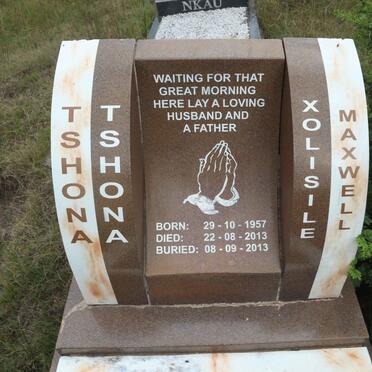 NKAU
WAITING FOR THAT
GREAT MORNING
HERE LAY A LOVING
HUSBAND AND
A FATHER
TSHONA
TSHONA
XOLISILE
MAXWELL
BORN: 29 - 10 - 1957
DIED: 22 - 08 - 2013
BURIED: 08 - 09 - 2013